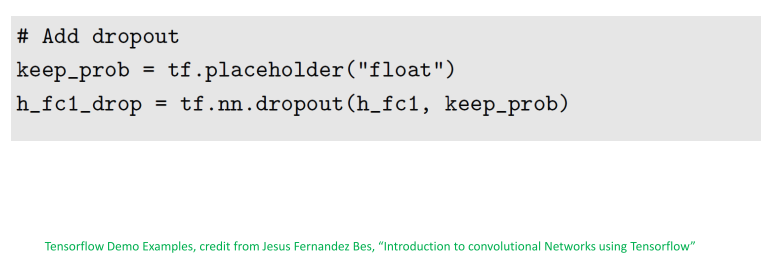 # Add dropout
keep_prob = tf.placeholder("float")
h_fc1_drop = tf.nn.dropout(h_fc1, keep_prob)
Tensorflow Demo Examples, credit from Jesus Fernandez Bes, “Introduction to convolutional Networks using Tensorflow”